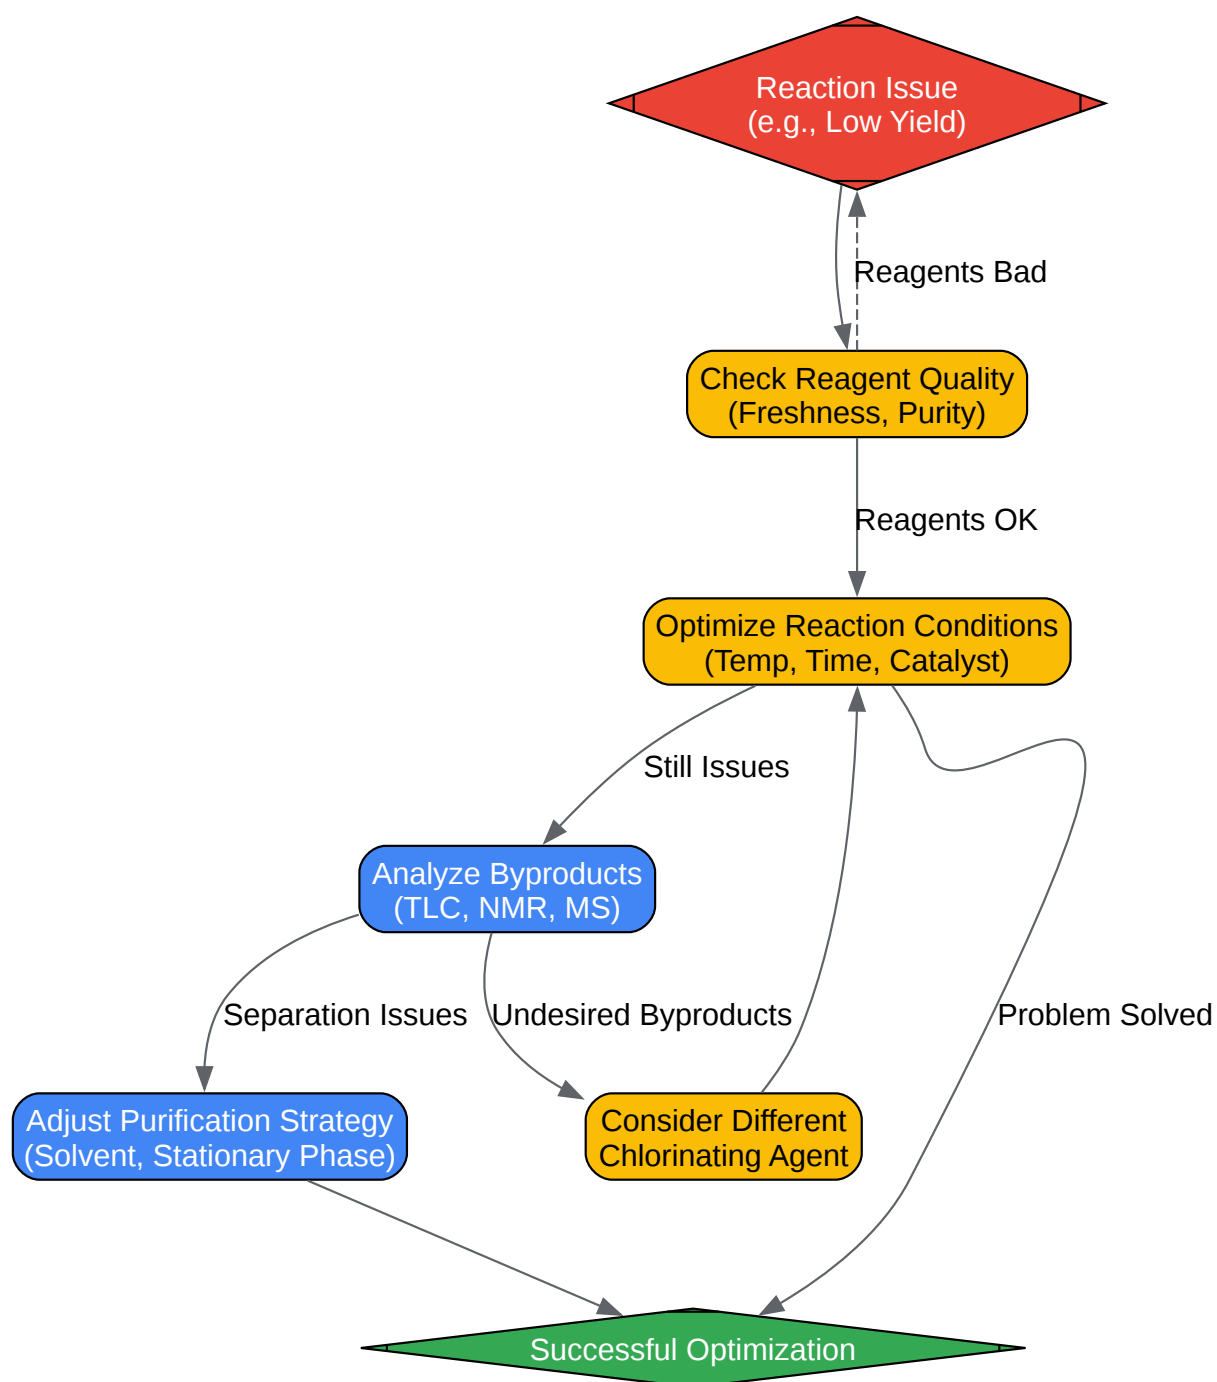 Reaction Issue
(e.g., Low Yield)
Reagents Bad
Check Reagent Quality
(Freshness, Purity)
Reagents OK
Optimize Reaction Conditions
(Temp, Time, Catalyst)
Still Issues
Analyze Byproducts
(TLC, NMR, MS)
Separation Issues
Undesired Byproducts
Problem Solved
Adjust Purification Strategy
(Solvent, Stationary Phase)
Consider Different
Chlorinating Agent
Successful Optimization